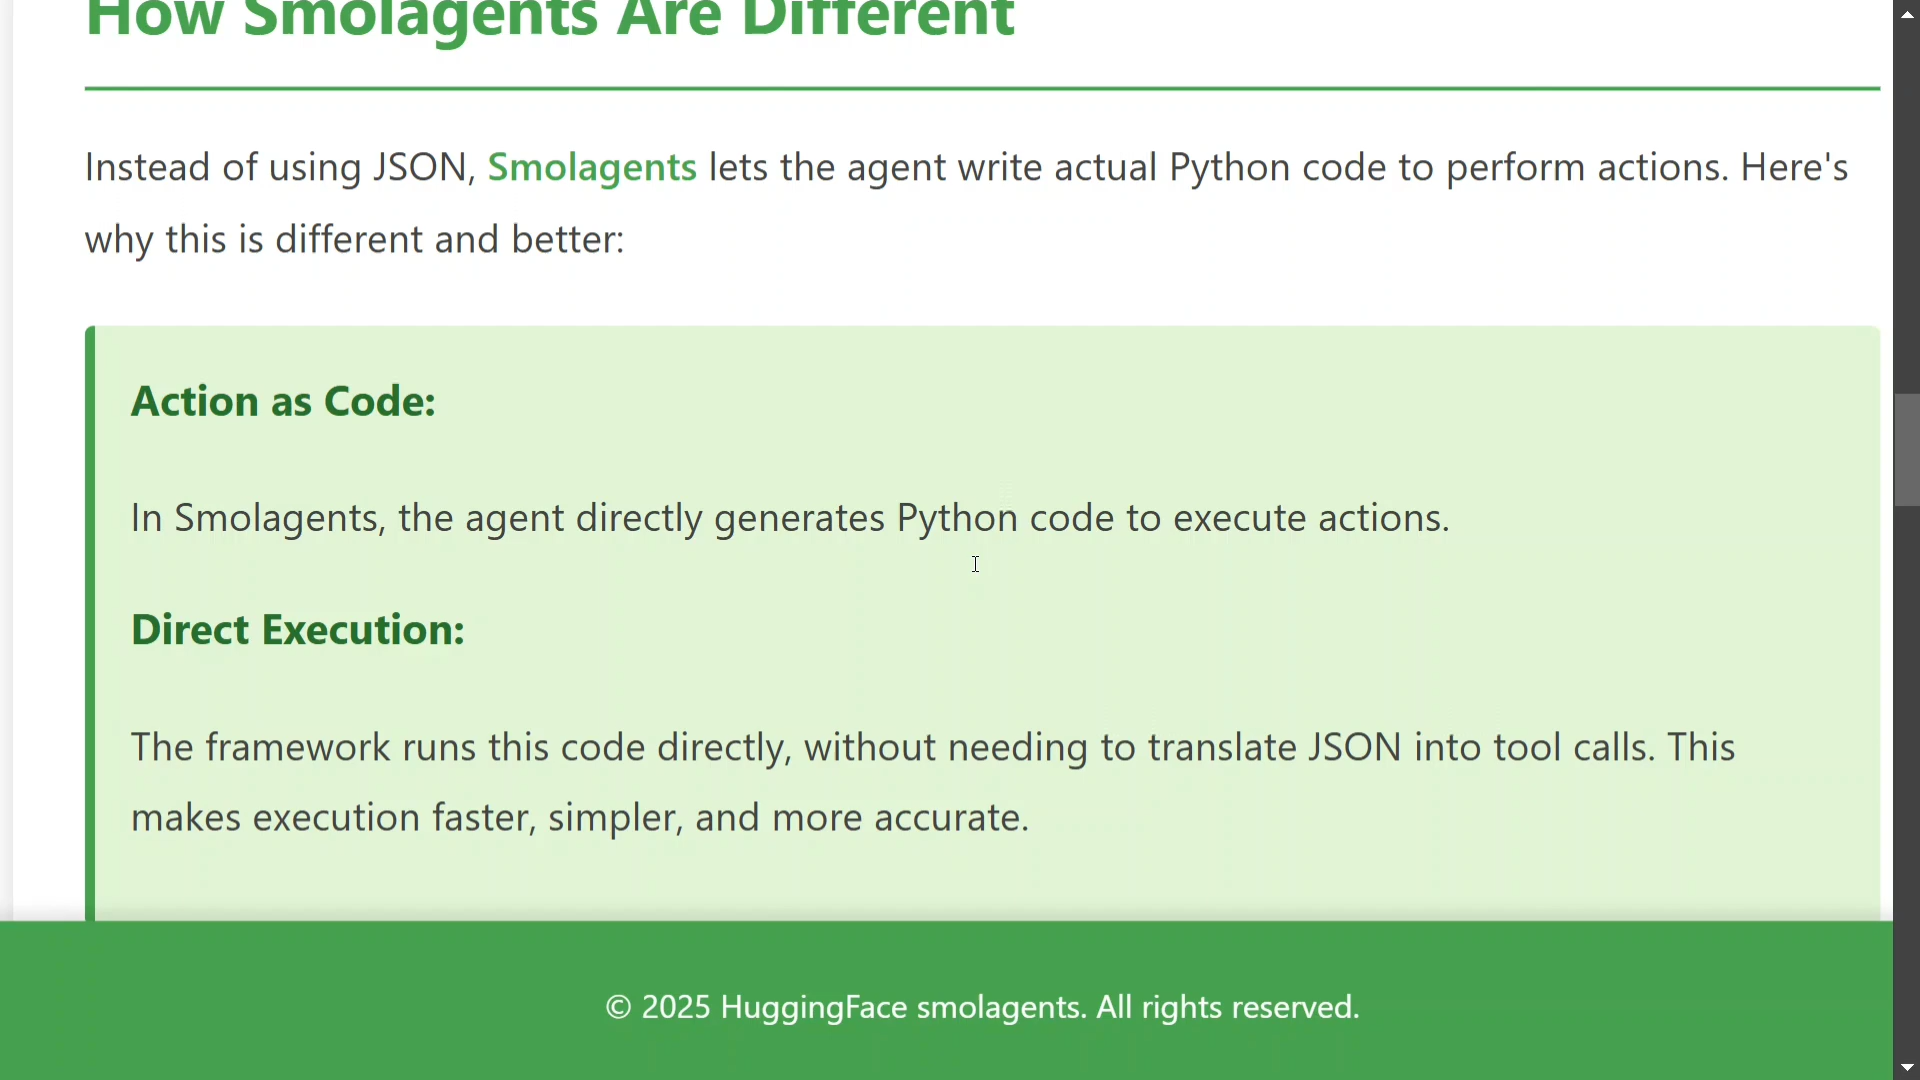 How Smolagents Are Different
Instead of using JSON, Smolagents lets the agent write actual Python code to perform actions. Here's
why this is different and better:
Action as Code:
In Smolagents, the agent directly generates Python code to execute actions.
Direct Execution:
The framework runs this code directly, without needing to translate JSON into tool calls. This
makes execution faster, simpler, and more accurate.
© 2025 HuggingFace smolagents. All rights reserved.